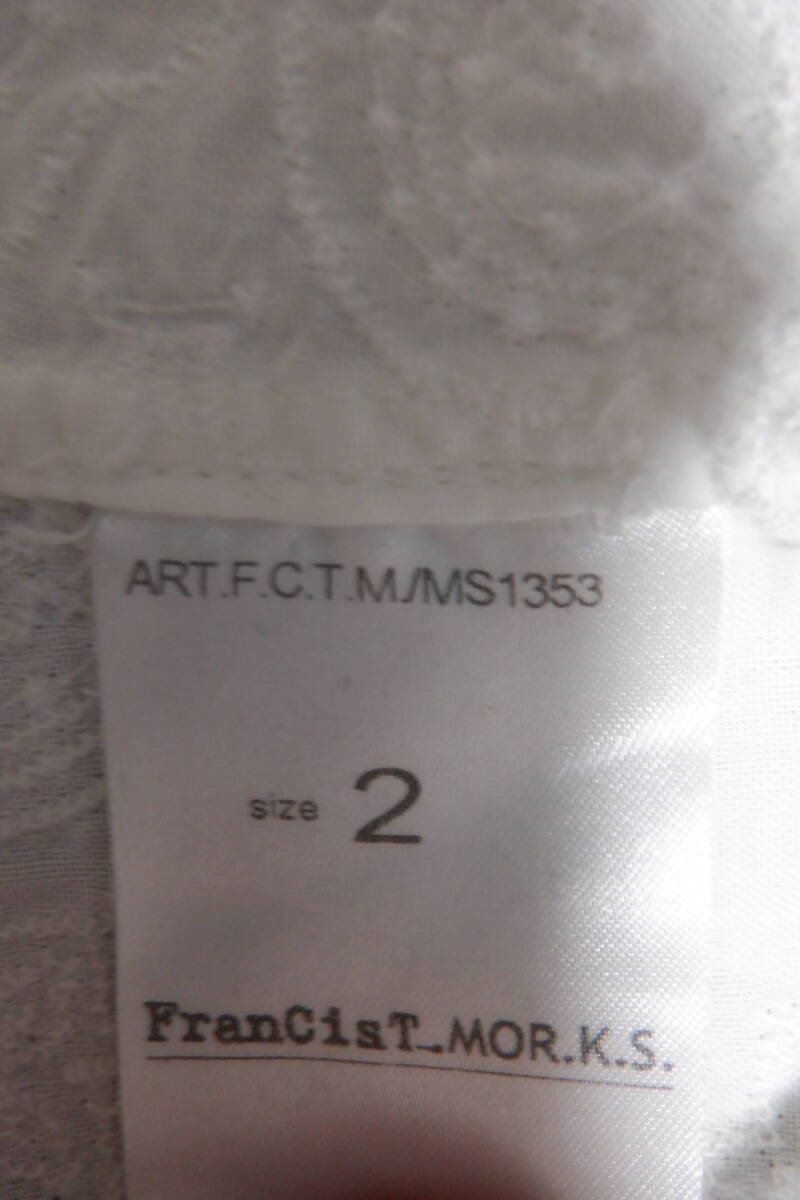 ART.F.C.T.M./MS1353
size 2
FranCisT_MOR.K.S.